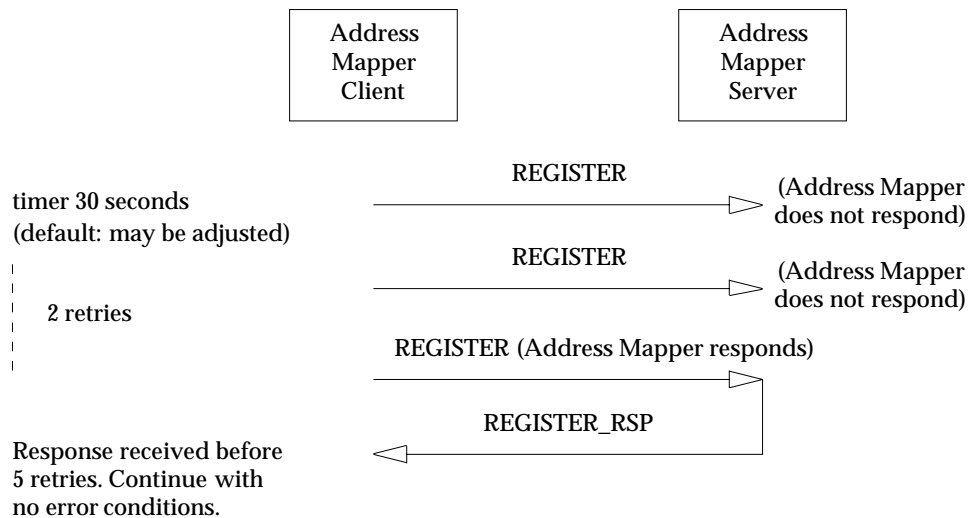 Address
Mapper
Client
Address
Mapper
Server
REGISTER
timer 30 seconds
(default: may be adjusted)
(Address Mapper
does not respond)
REGISTER
(Address Mapper
does not respond)
2 retries
REGISTER (Address Mapper responds)
REGISTER_RSP
Response received before
5 retries. Continue with
no error conditions.